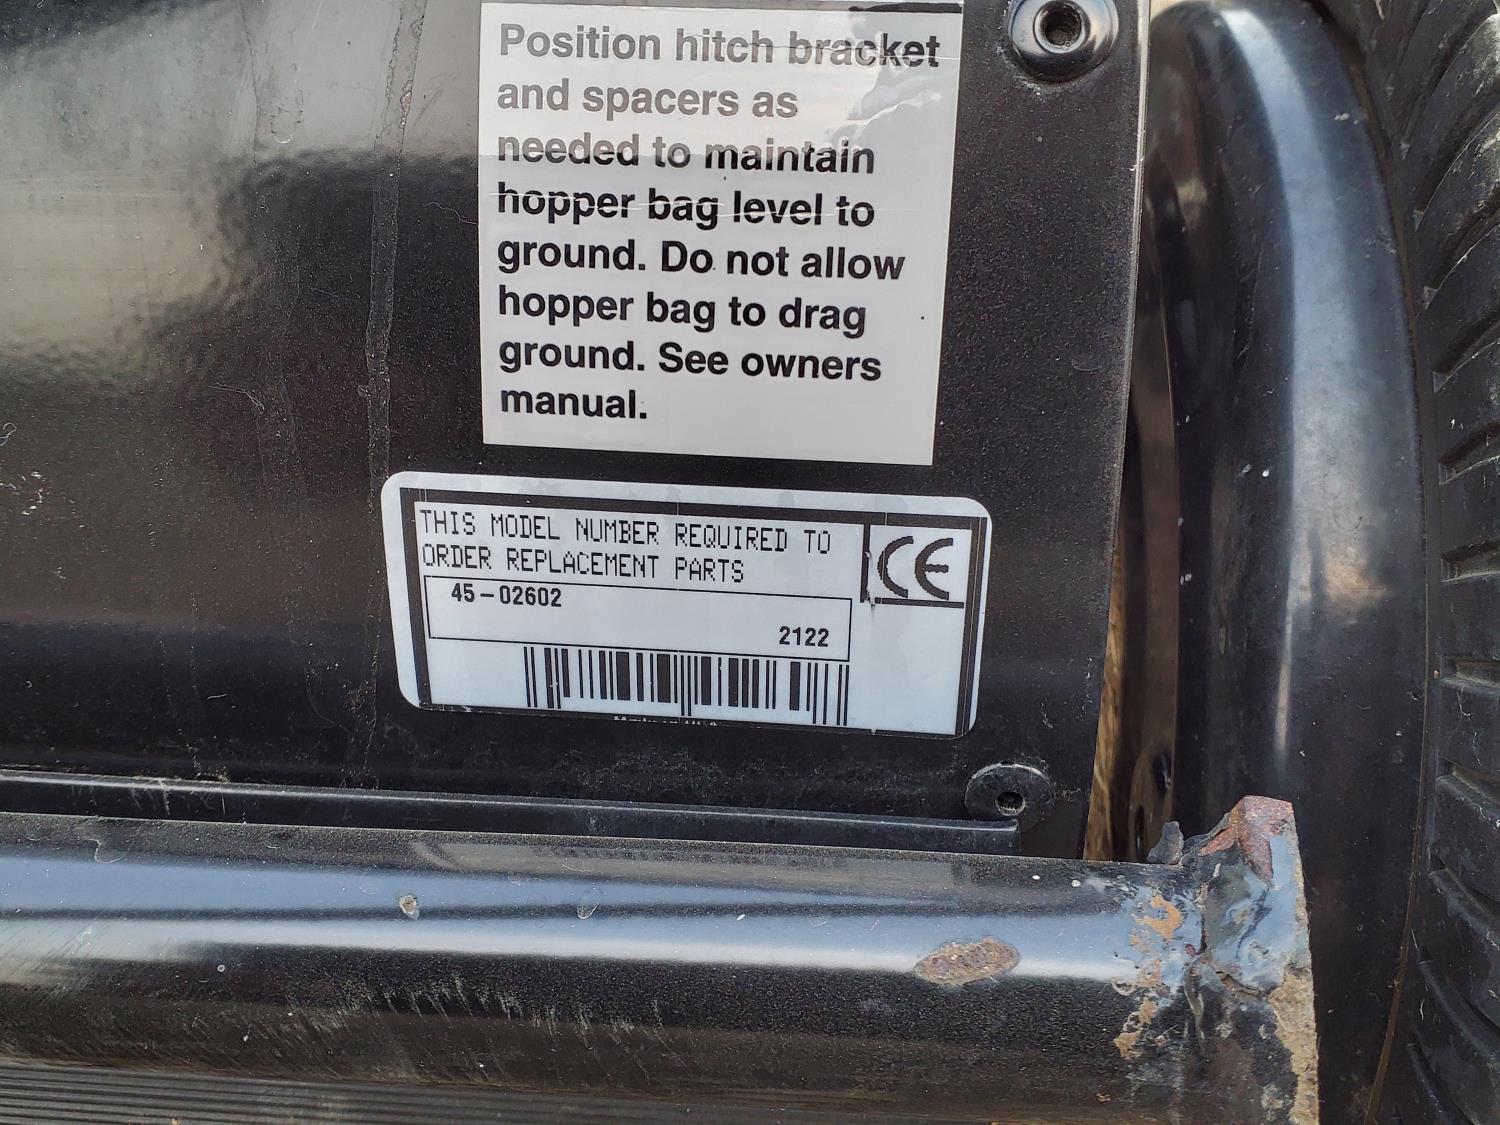 Position hitch bracket
and spacers as
needed to maintain
hopper bag level to
ground. Do not allow
hopper bag to drag
ground. See owners
manual.
THIS MODEL NUMBER REQUIRED TO
ORDER REPLACEMENT PARTS
CE
45-02602
2122